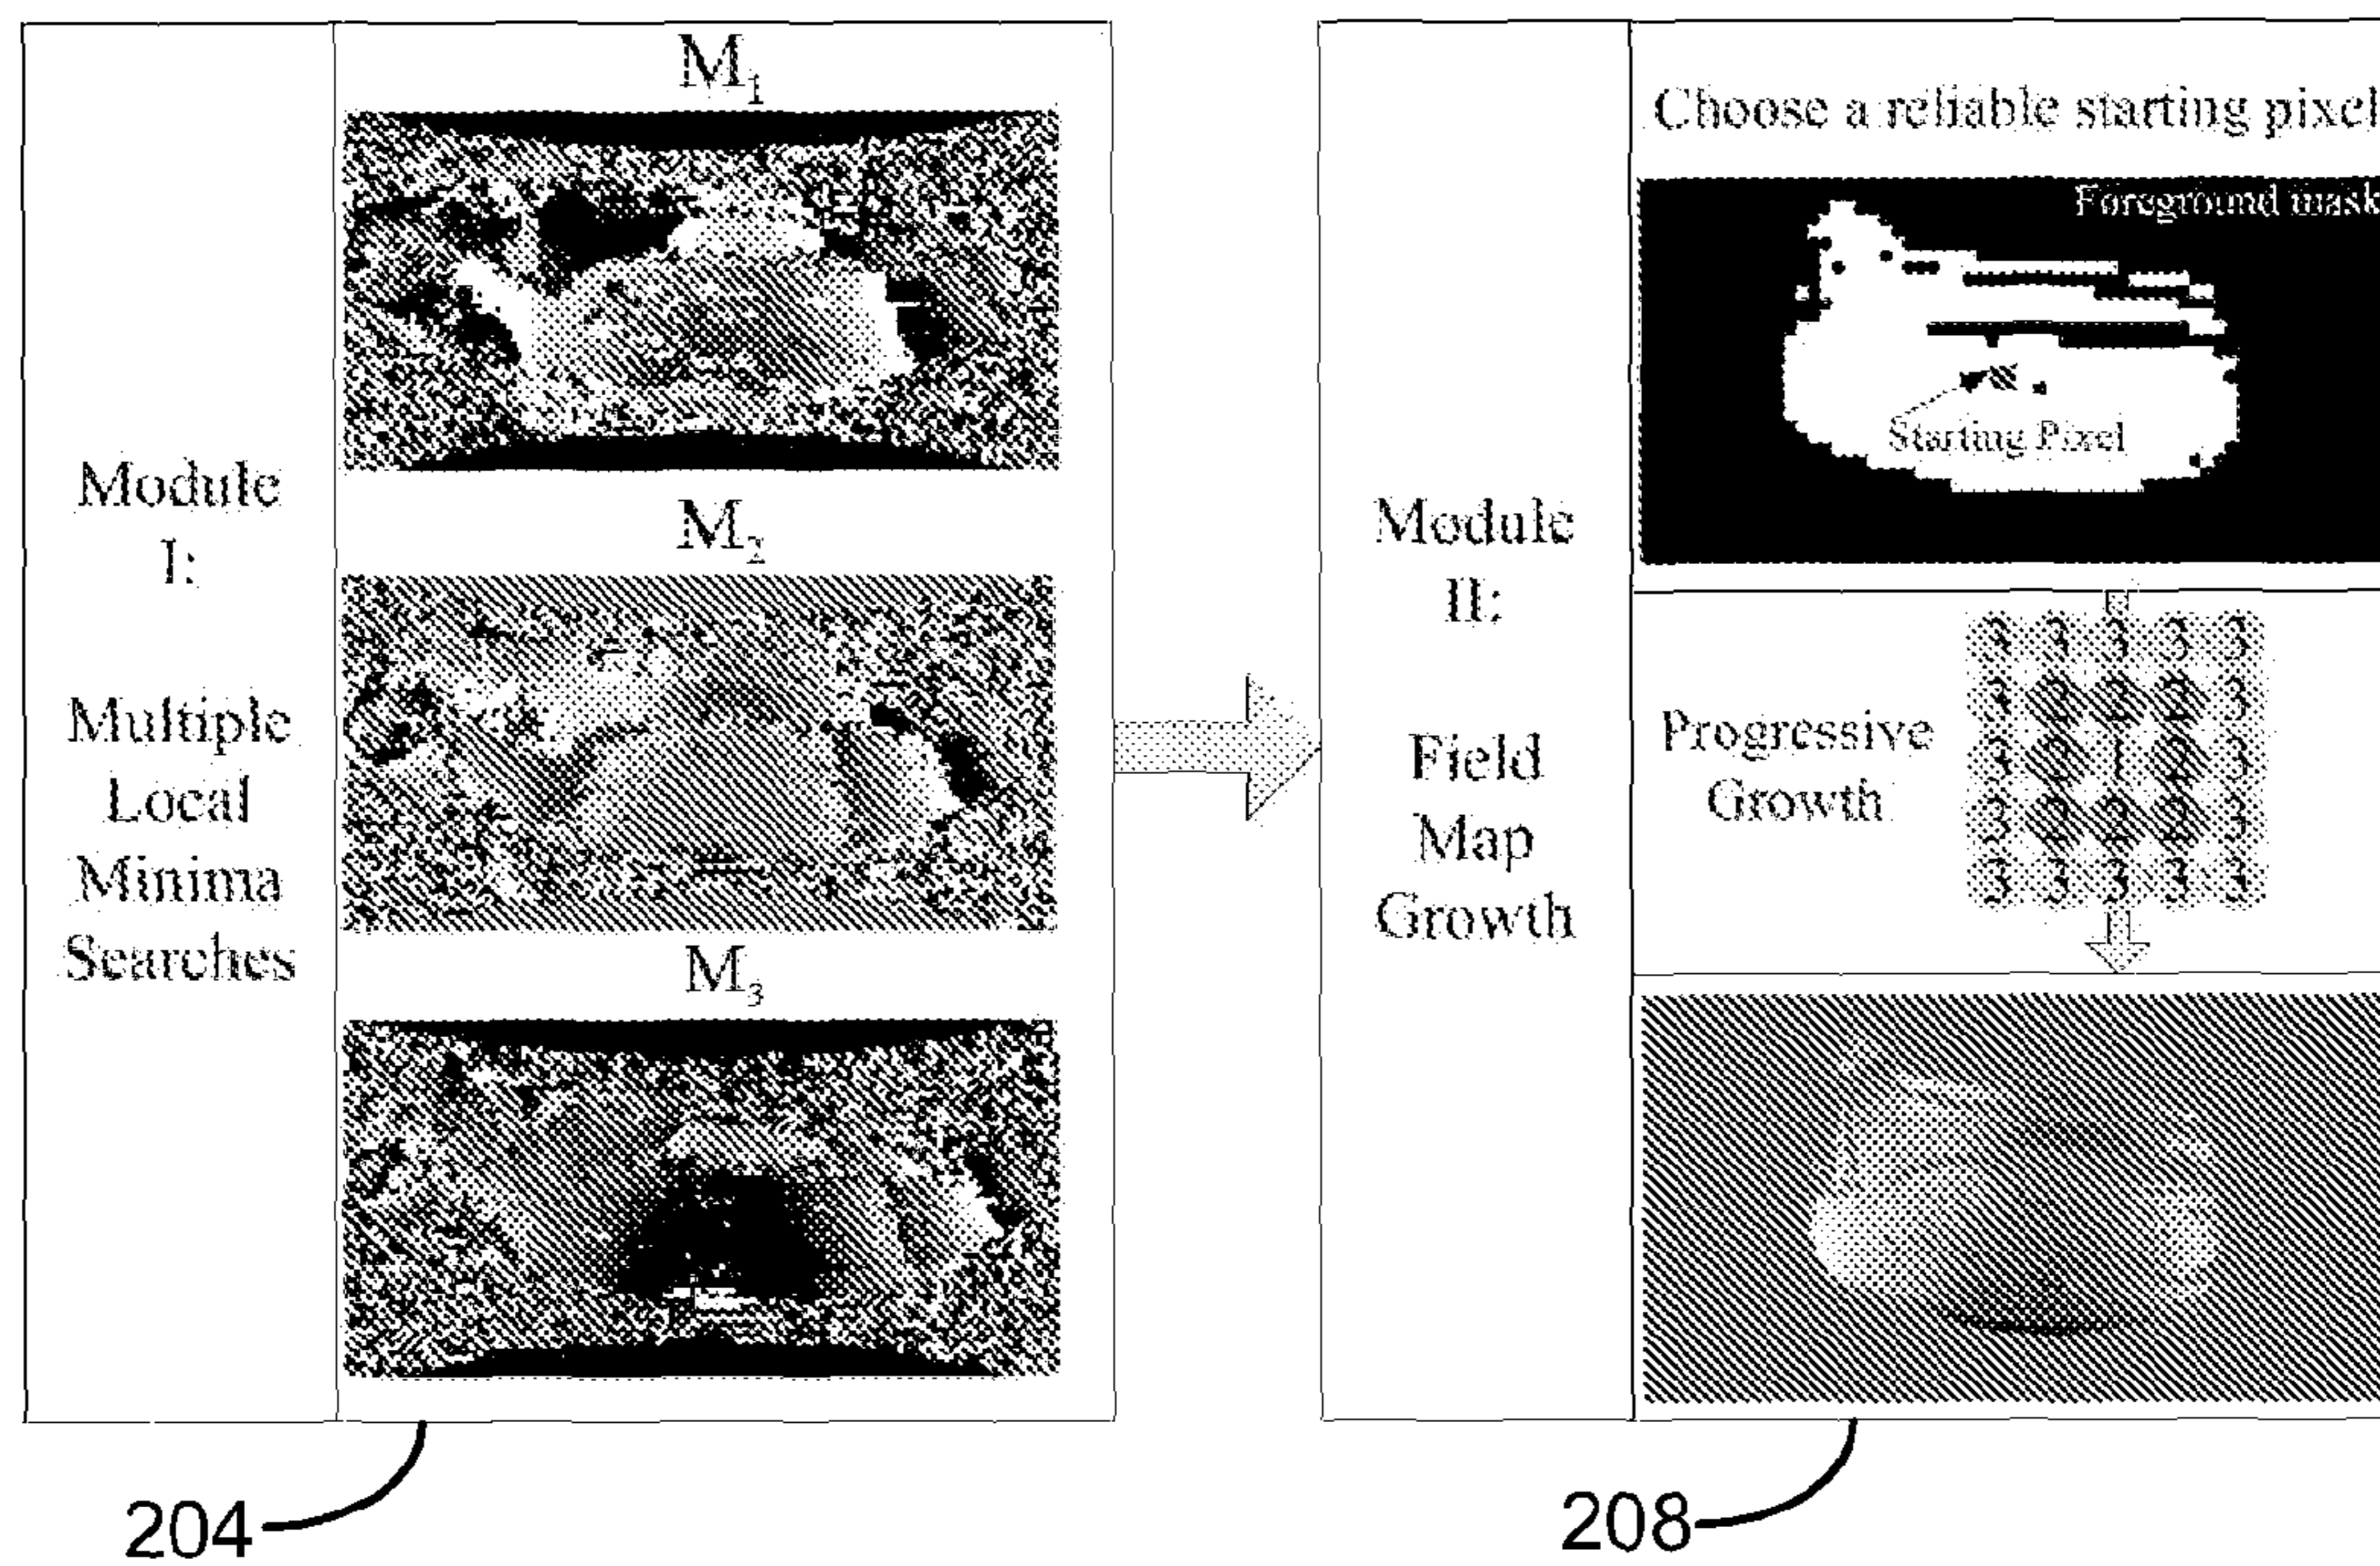 Module
I:
Multiple
Local
Minima
Searches
M1
M2
M3
204
Module
II:
Field
Map
Growth
Choose a reliable starting pixel
Foreground mask
Starting Pixel
Progressive
Growth
3 3 3 3 3
3 2 2 2 3
3 2 1 2 3
3 2 2 2 3
3 3 3 3 3
208